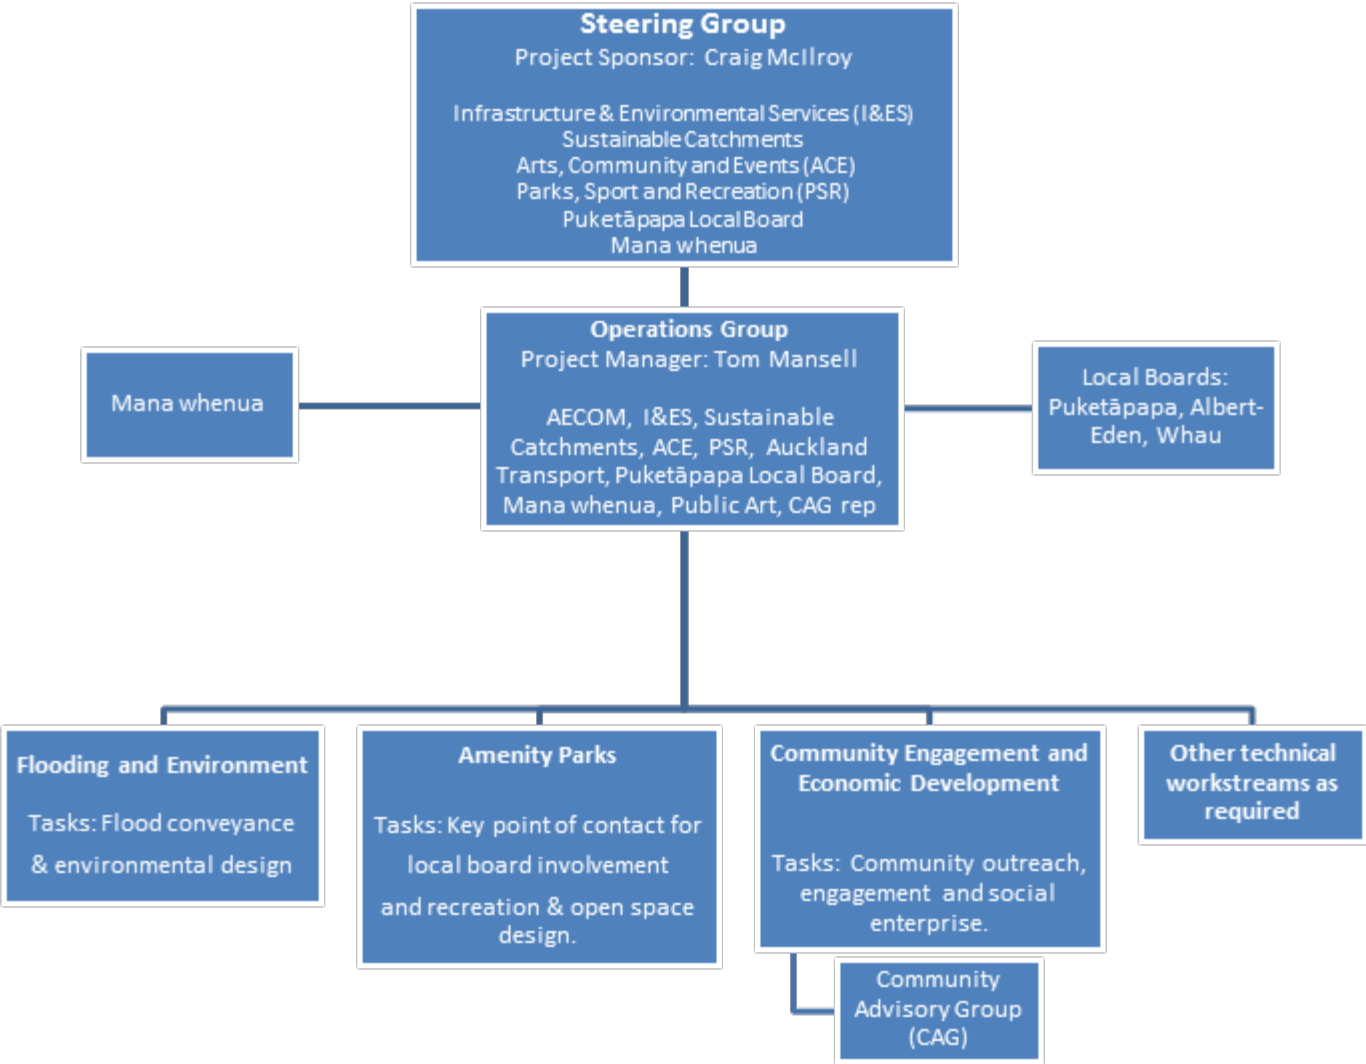 Steering Group
Project Sponsor: Craig McIlroy
Infrastructure & Environmental Services (I&ES)
Sustainable Catchments
Arts, Community and Events (ACE)
Parks, Sport and Recreation (PSR)
Puketāpapa Local Board
Mana whenua
Operations Group
Project Manager: Tom Mansell
AECOM, I&ES, Sustainable
Catchments, ACE, PSR, Auckland
Transport, Puketāpapa Local Board,
Mana whenua, Public Art, CAG rep
Mana whenua
Local Boards:
Puketāpapa, Albert-
Eden, Whau
Flooding and Environment
Tasks: Flood conveyance
& environmental design
Amenity Parks
Tasks: Key point of contact for
local board involvement
and recreation & open space
design.
Community Engagement and
Economic Development
Tasks: Community outreach,
engagement and social
enterprise.
Community
Advisory Group
(CAG)
Other technical
workstreams as
required